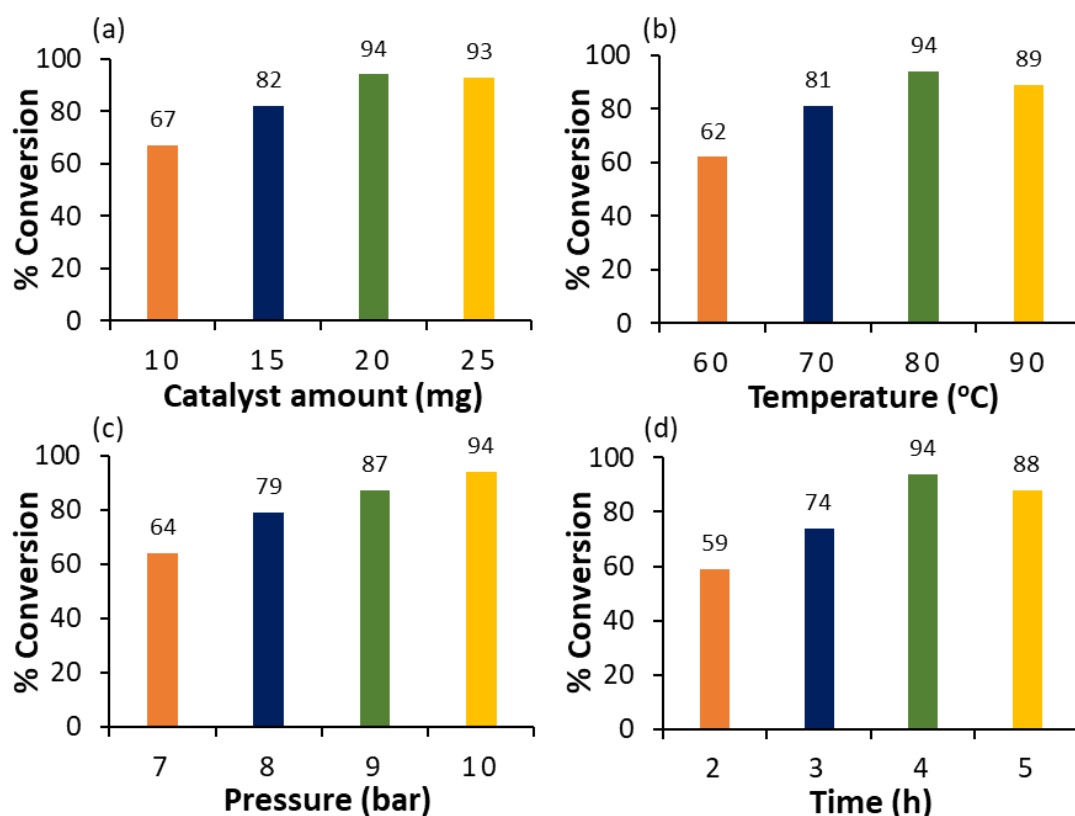 (a)
% Conversion
100
80
60
40
20
0
67
82
94
93
10 15 20 25
Catalyst amount (mg)
(b)
% Conversion
100
80
60
40
20
0
62
81
94
89
60 70 80 90
Temperature (ºC)
(c)
% Conversion
100
80
60
40
20
0
64
79
87
94
7 8 9 10
Pressure (bar)
(d)
% Conversion
100
80
60
40
20
0
59
74
94
88
2 3 4 5
Time (h)